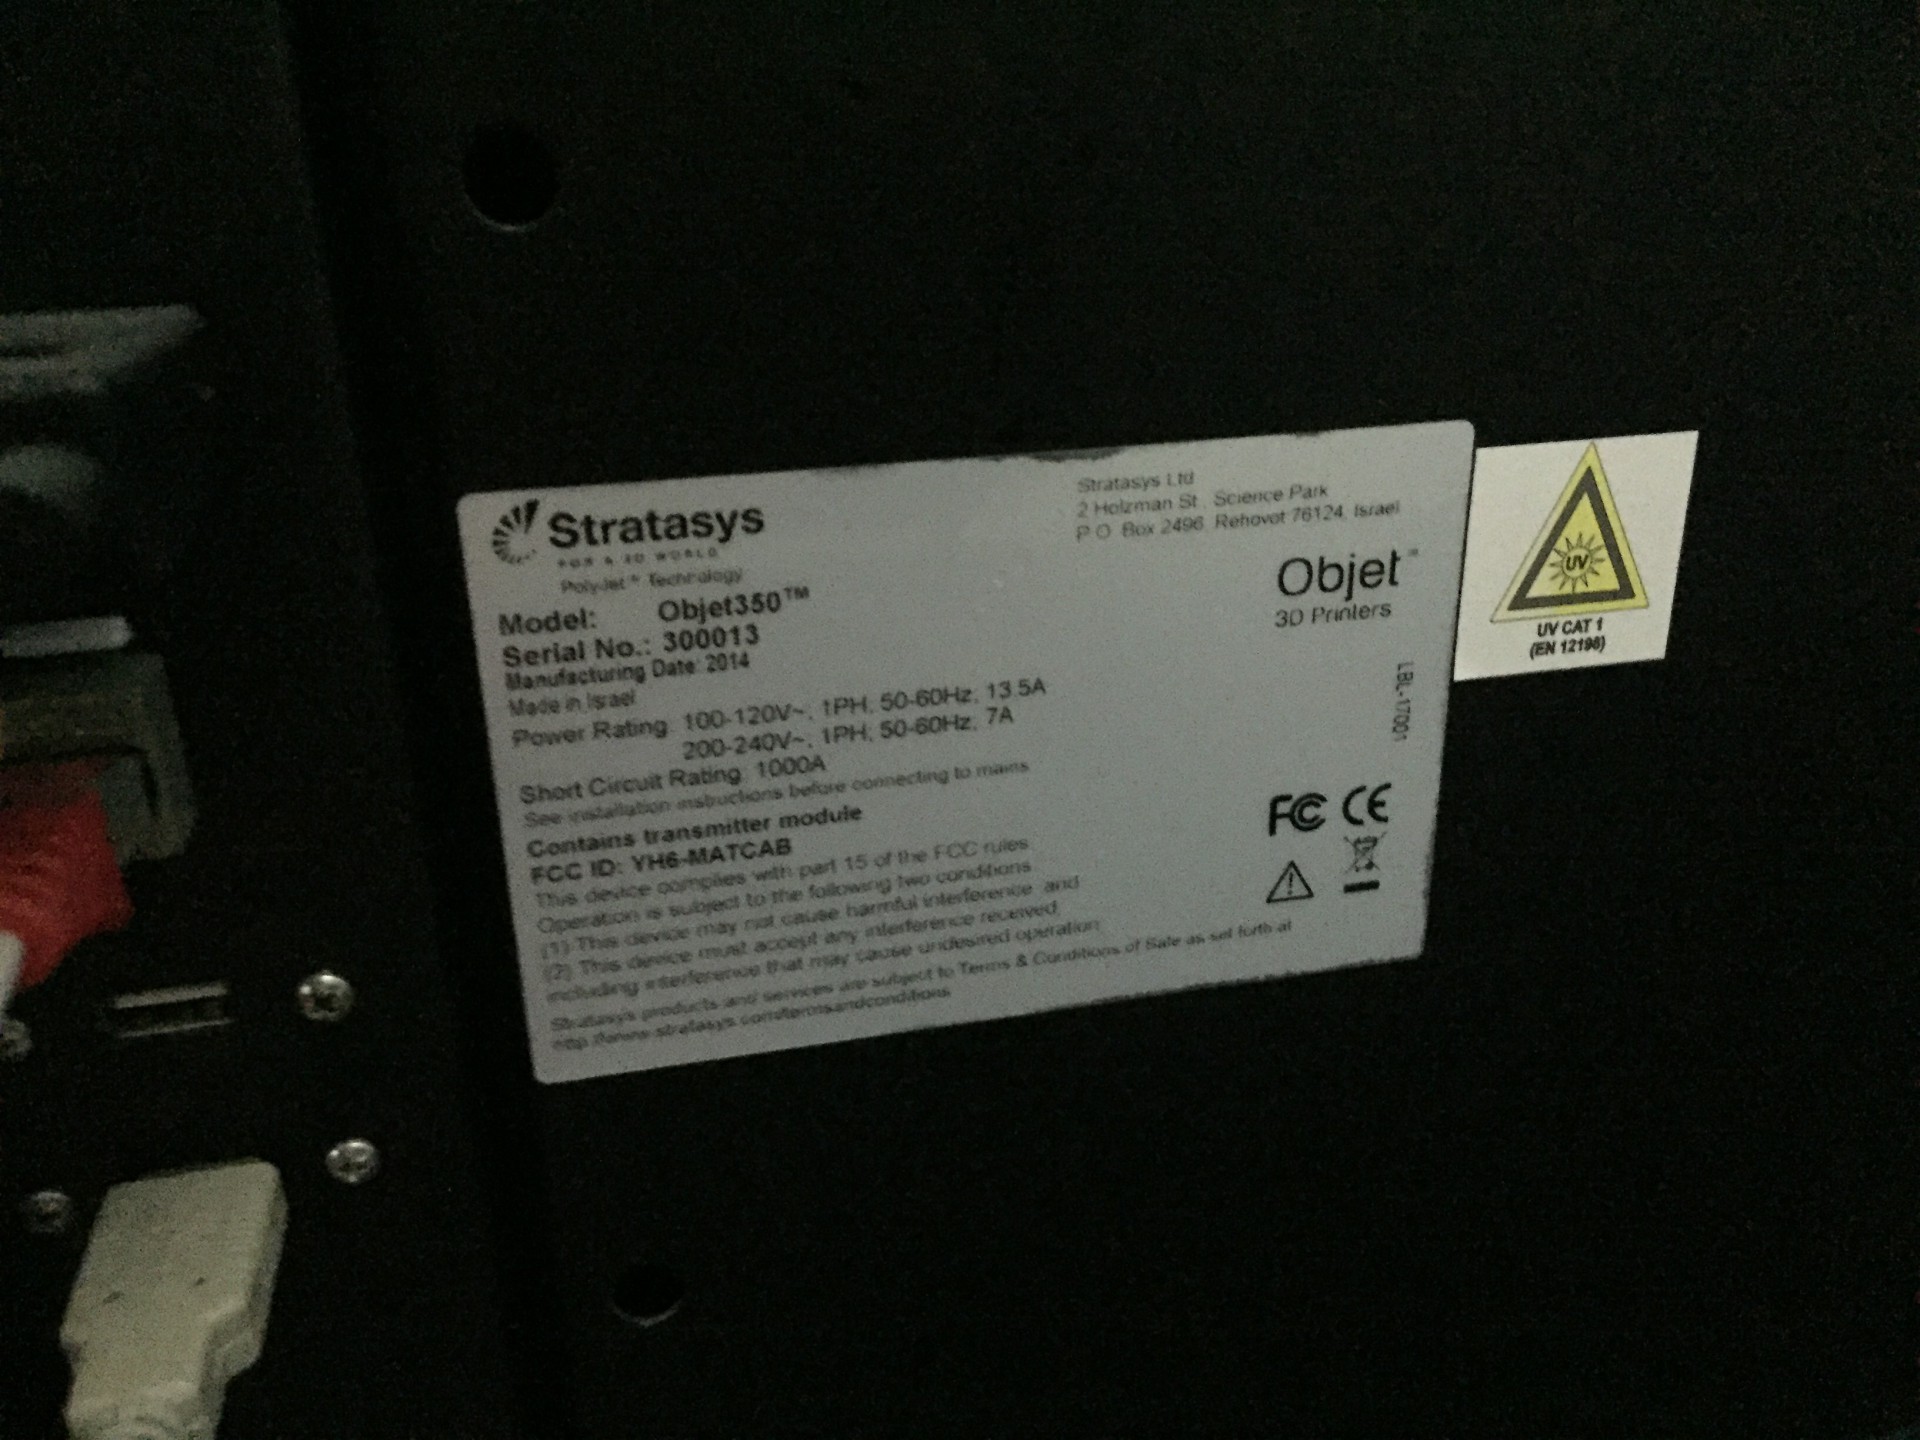 Stratasys
FOR A 3D WORLD
PolyJet™ Technology
Stratasys Ltd
2 Holzman St., Science Park
P.O. Box 2496, Rehovot 76124, Israel
Objet™
3D Printers
Model: Objet350™
Serial No.: 300013
Manufacturing Date: 2014
Made in Israel
Power Rating: 100-120V~, 1PH, 50-60Hz, 13.5A
200-240V~, 1PH, 50-60Hz, 7A
Short Circuit Rating: 1000A
See installation instructions before connecting to mains
Contains transmitter module
FCC ID: YH6-MATCAB
This device complies with part 15 of the FCC rules
Operation is subject to the following two conditions
(1) This device may not cause harmful interference, and
(2) This device must accept any interference received,
including interference that may cause undesired operation
Stratasys products and services are subject to Terms & Conditions of Sale as set forth at
http://www.stratasys.com/termsandconditions
LBL-17001
FC CE
UV
UV CAT 1
(EN 12198)